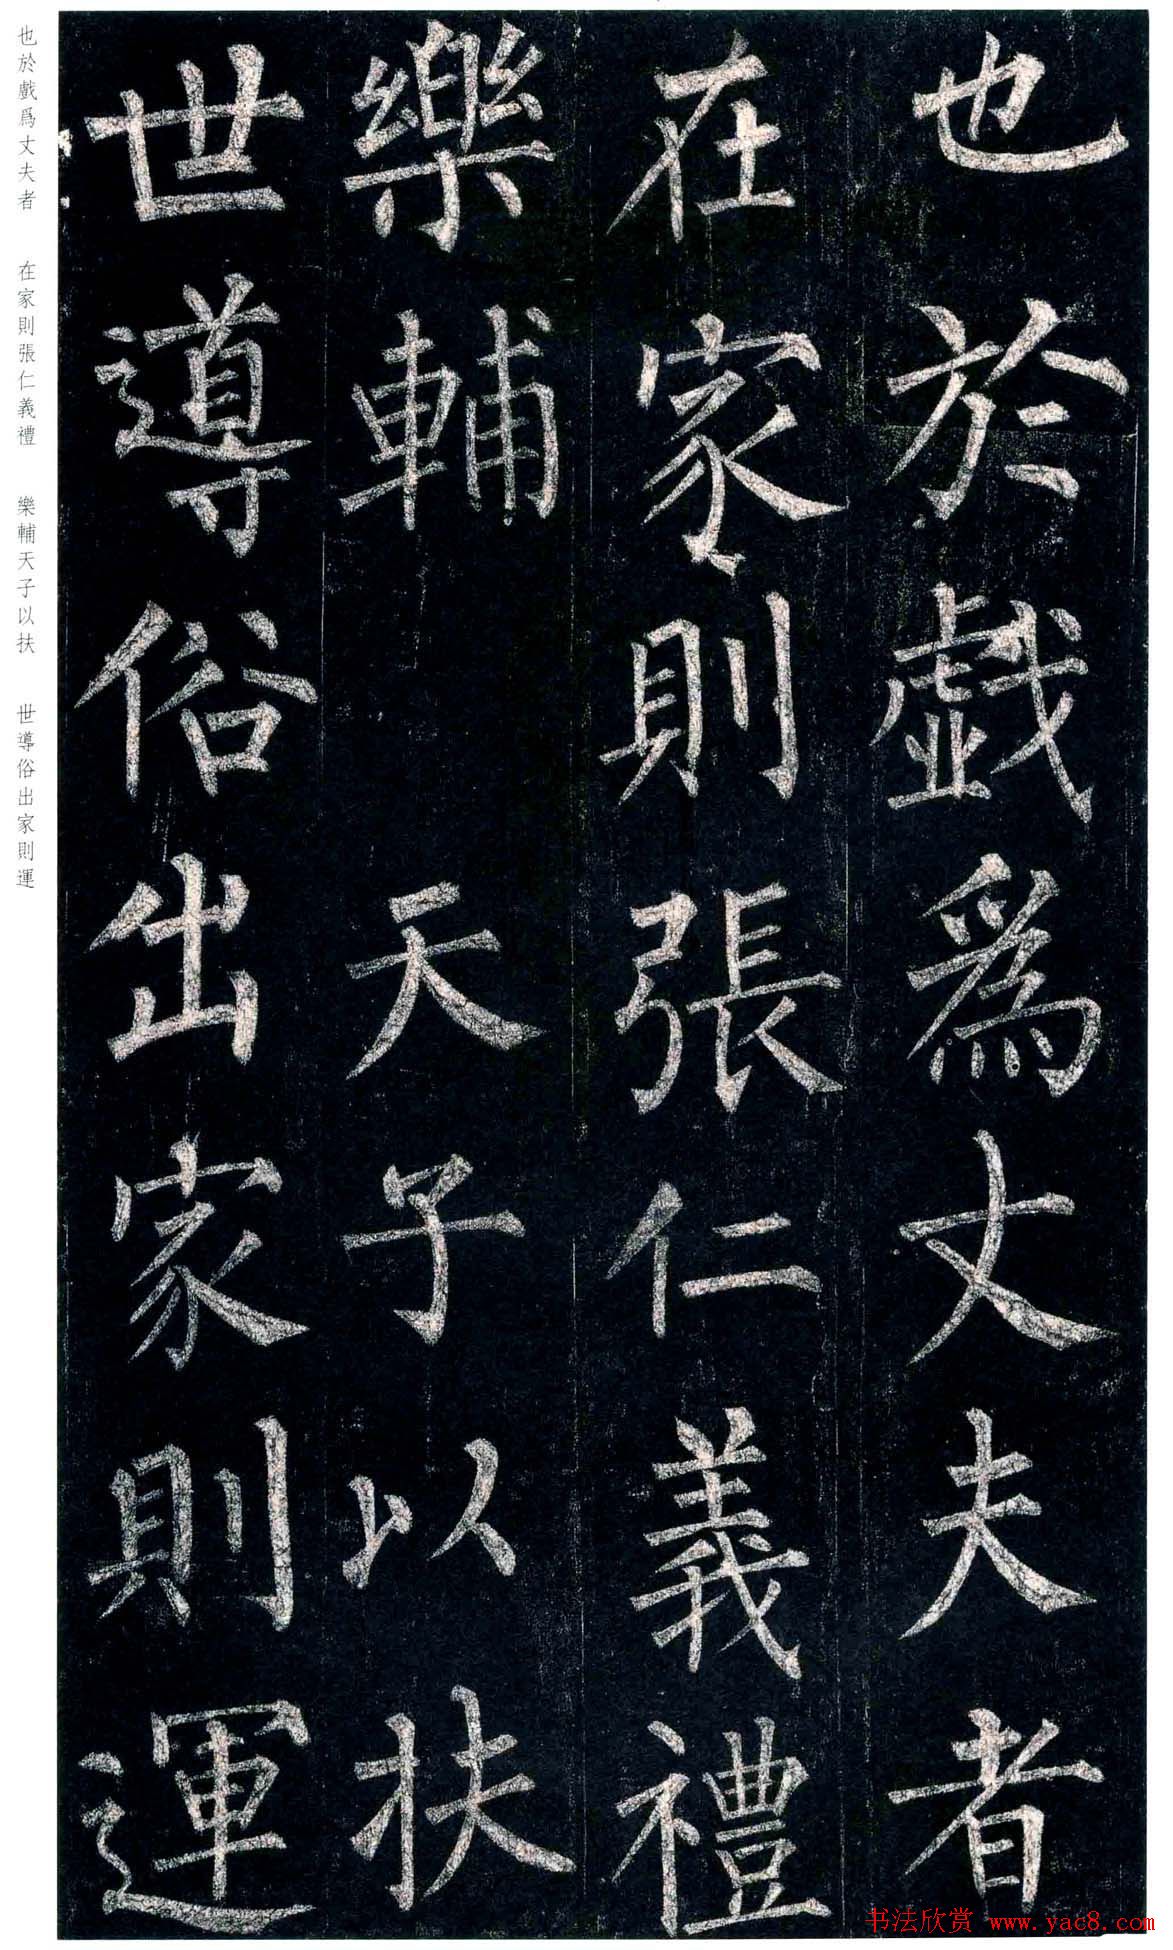 也於戲爲丈夫者
在家則張仁義禮
樂輔天子以扶
世導俗出家則運
也於戲爲丈夫者 在家則張仁義禮 樂輔天子以扶 世導俗出家則運
书法欣赏 www.yac8.com